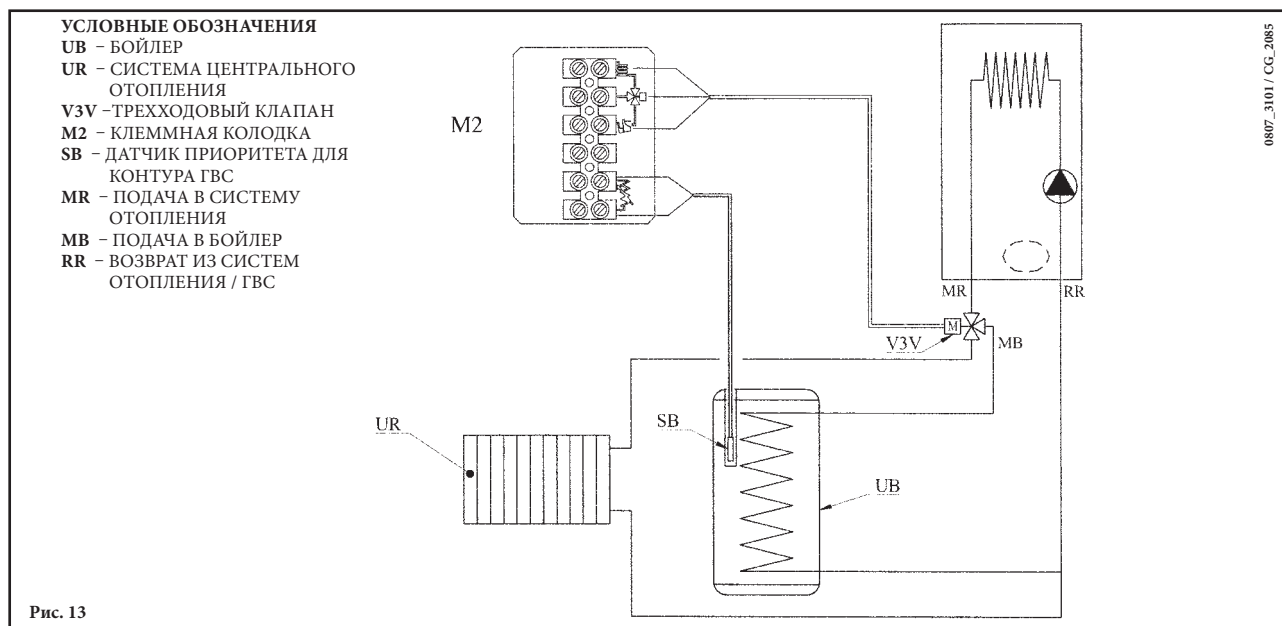 УСЛОВНЫЕ ОБОЗНАЧЕНИЯ
UB – БОЙЛЕР
UR – СИСТЕМА ЦЕНТРАЛЬНОГО
ОТОПЛЕНИЯ
V3V –ТРЕХХОДОВЫЙ КЛАПАН
M2 – КЛЕММНАЯ КОЛОДКА
SB – ДАТЧИК ПРИОРИТЕТА ДЛЯ
КОНТУРА ГВС
MR – ПОДАЧА В СИСТЕМУ
ОТОПЛЕНИЯ
MB – ПОДАЧА В БОЙЛЕР
RR – ВОЗВРАТ ИЗ СИСТЕМ
ОТОПЛЕНИЯ / ГВС
M2
0807_3101 / CG_2085
MR
RR
M
V3V
MB
UR
SB
UB
Рис. 13